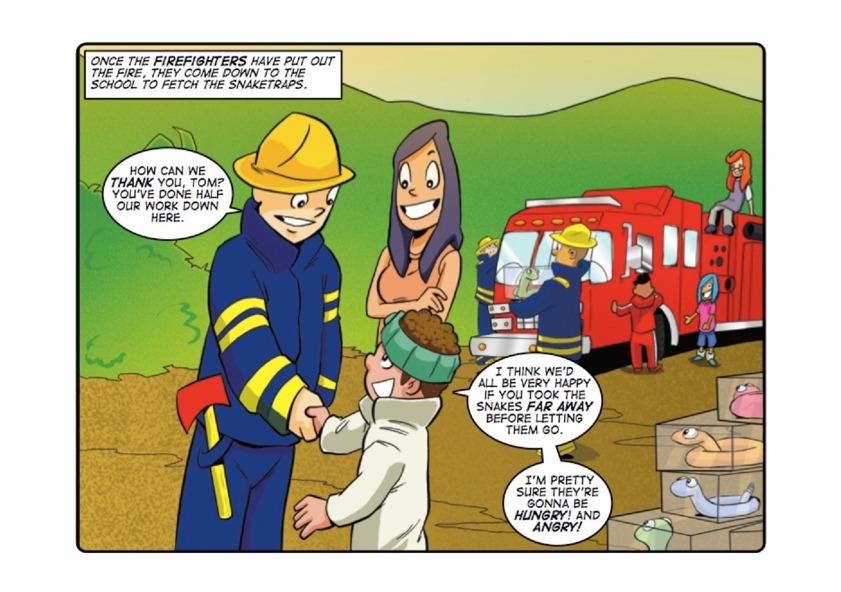 ONCE THE FIREFIGHTERS HAVE PUT OUT
THE FIRE, THEY COME DOWN TO THE
SCHOOL TO FETCH THE SNAKETRAPS.
HOW CAN WE
THANK YOU, TOM?
YOU'VE DONE HALF
OUR WORK DOWN
HERE.
I THINK WE'D
ALL BE VERY HAPPY
IF YOU TOOK THE
SNAKES FAR AWAY
BEFORE LETTING
THEM GO.
I'M PRETTY
SURE THEY'RE
GONNA BE
HUNGRY! AND
ANGRY!